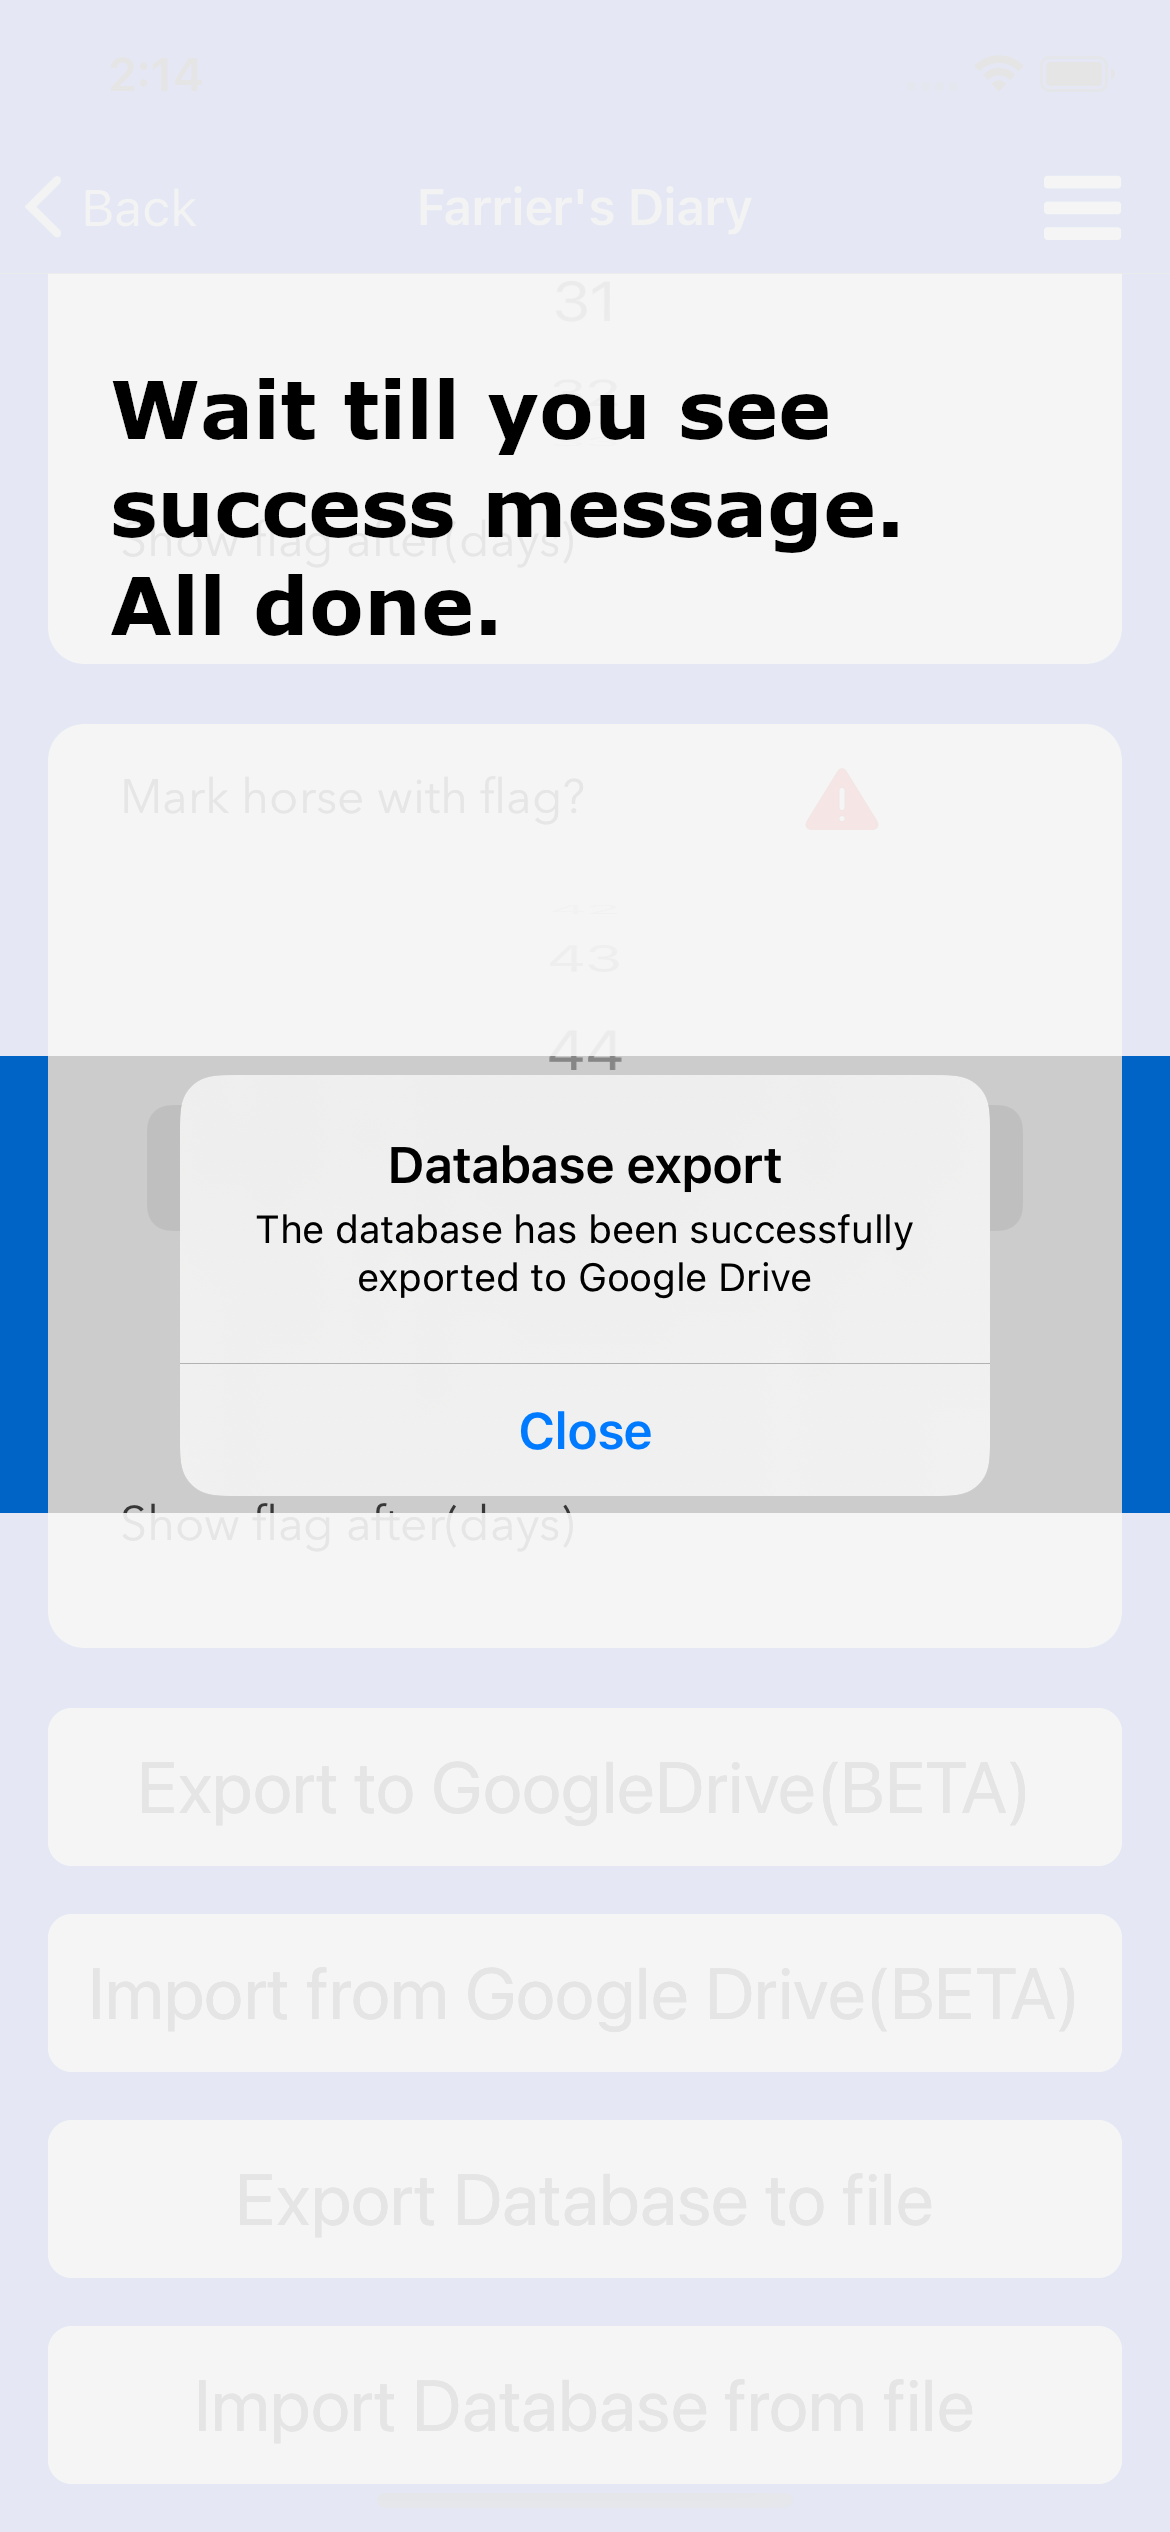 2:14
Back
Farrier's Diary
31
Wait till you see
success message.
Show flag after(days)
All done.
Mark horse with flag?
43
44
Database export
The database has been successfully
exported to Google Drive
Close
Show flag after(days)
Export to GoogleDrive(BETA)
Import from Google Drive(BETA)
Export Database to file
Import Database from file